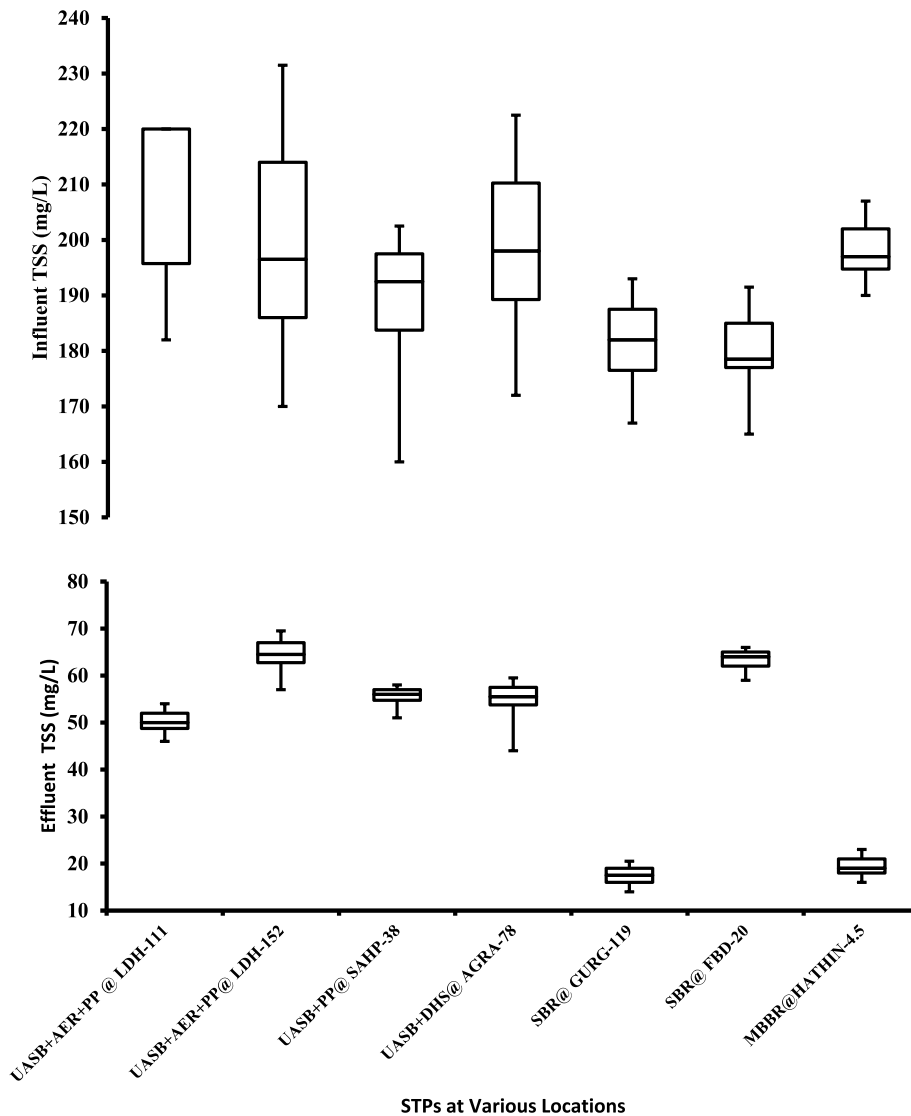 Influent TSS (mg/L)
240
230
220
210
200
190
180
170
160
150
Effluent TSS (mg/L)
80
70
60
50
40
30
20
10
UASB+AER+PP @ LDH-111
UASB+AER+PP@ LDH-152
UASB+PP@ SAHP-38
UASB+DHS@ AGRA-78
SBR@ GURG-119
SBR@ FBD-20
MBBR@HATHIN-4.5
STPs at Various Locations